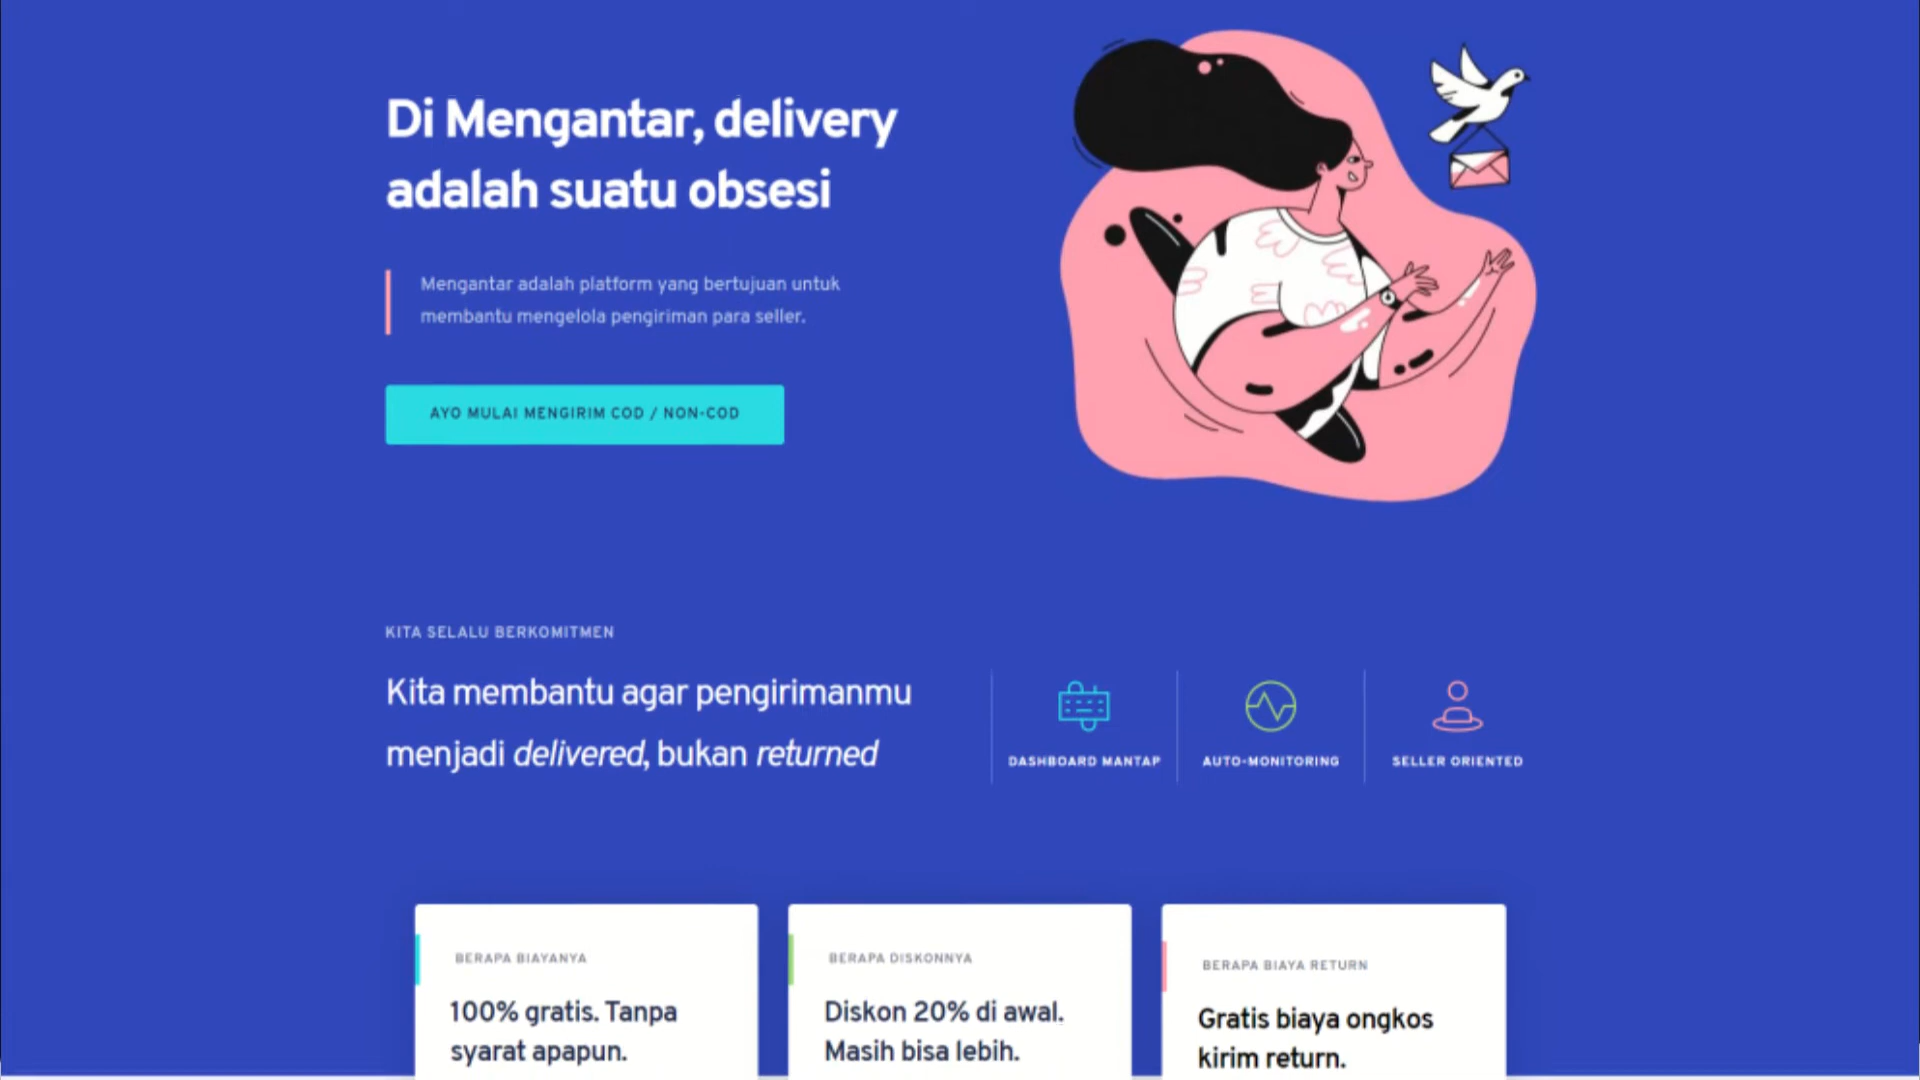 Di Mengantar, delivery
adalah suatu obsesi
Mengantar adalah platform yang bertujuan untuk
membantu mengelola pengiriman para seller.
AYO MULAI MENGIRIM COD / NON-COD
KITA SELALU BERKOMITMEN
Kita membantu agar pengirimanmu
menjadi delivered, bukan returned
DASHBOARD MANTAP
AUTO-MONITORING
SELLER ORIENTED
BERAPA BIAYANYA
100% gratis. Tanpa
syarat apapun.
BERAPA DISKONNYA
Diskon 20% di awal.
Masih bisa lebih.
BERAPA BIAYA RETURN
Gratis biaya ongkos
kirim return.